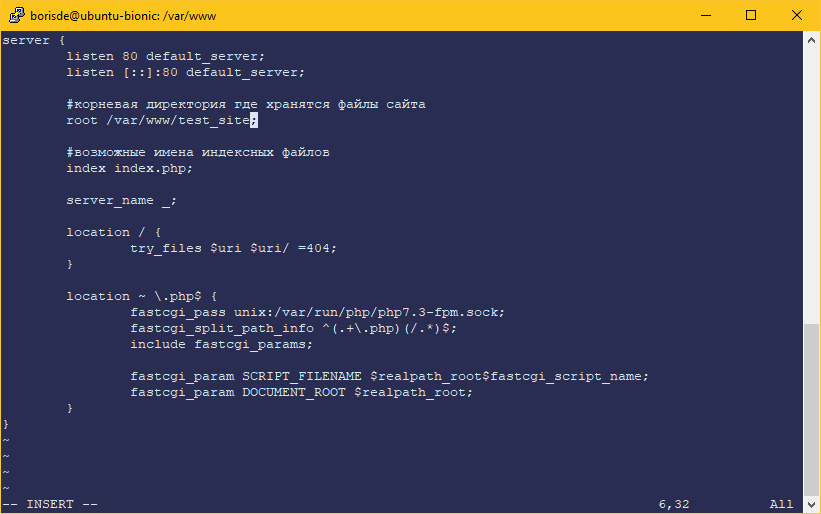 borisde@ubuntu-bionic: /var/www
server {
        listen 80 default_server;
        listen [::]:80 default_server;

        #корневая директория где хранятся файлы сайта
        root /var/www/test_site;

        #возможные имена индексных файлов
        index index.php;

        server_name _;

        location / {
                try_files $uri $uri/ =404;
        }

        location ~ \.php$ {
                fastcgi_pass unix:/var/run/php/php7.3-fpm.sock;
                fastcgi_split_path_info ^(.+\.php)(/.*)$;
                include fastcgi_params;

                fastcgi_param SCRIPT_FILENAME $realpath_root$fastcgi_script_name;
                fastcgi_param DOCUMENT_ROOT $realpath_root;
        }
}
~
~
~
~
-- INSERT -- 6,32 All